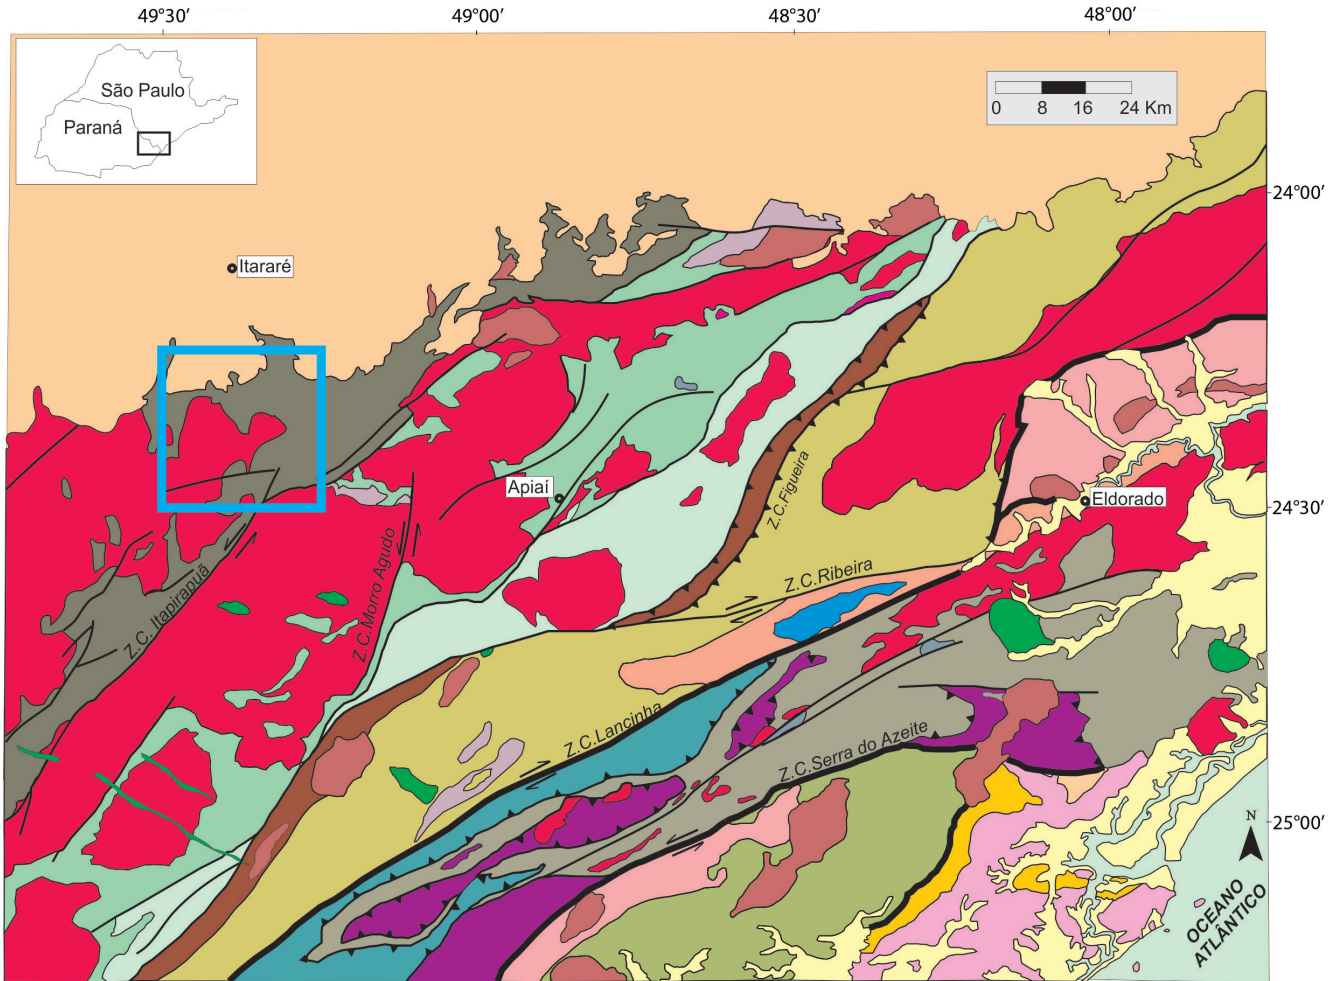 49°30’ 49°00’ 48°30’ 48°00’
São Paulo
Paraná
0 8 16 24 Km
24°00’
Itararé
Apiaí
Z.C.Figueira
Eldorado
24°30’
Z.C.Morro Agudo
Z.C. Itapirapuã
Z.C.Ribeira
Z.C.Lancinha
Z.C.Serra do Azeite
25°00’
N
OCEANO
ATLÂNTICO